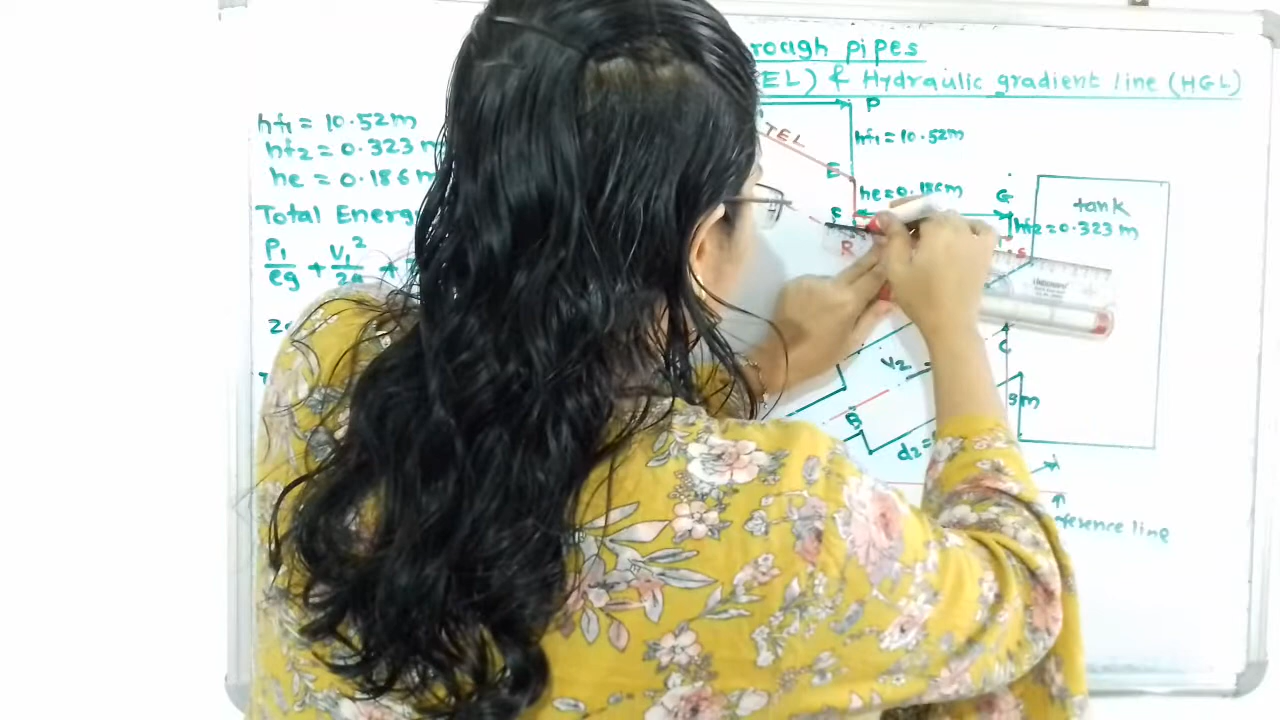 rough pipes
EL) & Hydraulic gradient line (HGL)
hf1 = 10.52m
hf2 = 0.323 m
he = 0.186 m
Total Energy
P1/eg + V1²/2g +
P
TEL
hf1 = 10.52m
E
he=0.186m
G
tank
hf2=0.323 m
R
S
C
V2
3m
B
d2=
ference line